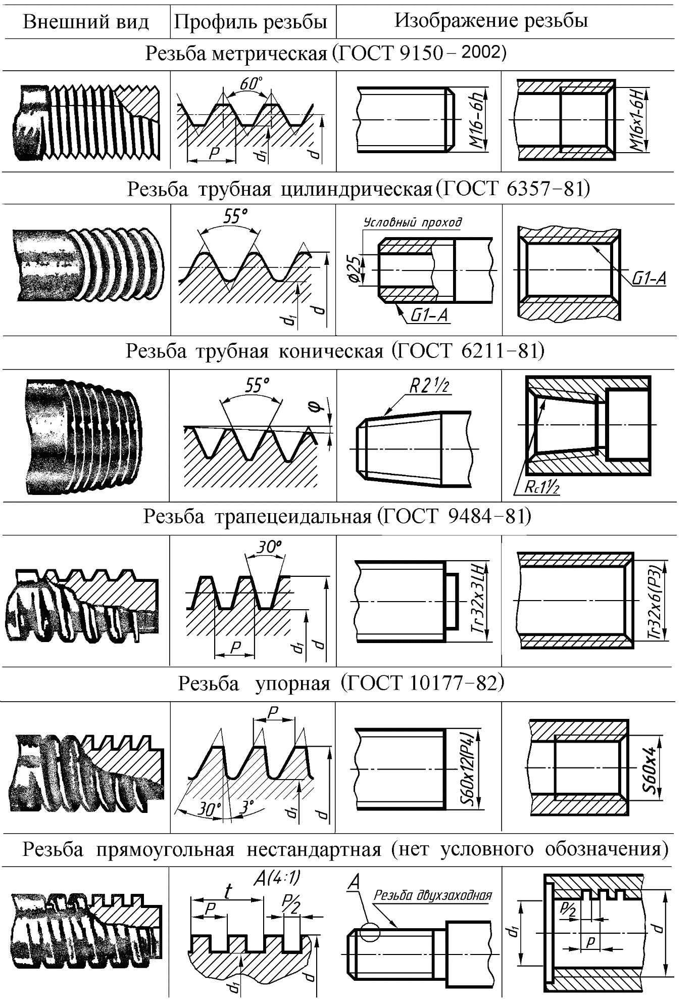 Внешний вид
Профиль резьбы
Изображение резьбы
Резьба метрическая (ГОСТ 9150 – 2002)
60°
P
d₁
d
M16-6h
M16x1-6H
Резьба трубная цилиндрическая (ГОСТ 6357–81)
55°
d₁
d
Условный проход
ø25
G1-A
G1-A
Резьба трубная коническая (ГОСТ 6211–81)
55°
φ
R2 1/2
Rc1 1/2
Резьба трапецеидальная (ГОСТ 9484–81)
30°
P
d₁
d
Tr32x3LH
Tr32x6(P3)
Резьба упорная (ГОСТ 10177–82)
P
30°
3°
d₁
d
S60x12(P4)
S60x4
Резьба прямоугольная нестандартная (нет условного обозначения)
A(4:1)
t
P
P/2
d₁
d
A
Резьба двухзаходная
P/2
P
d₁
d